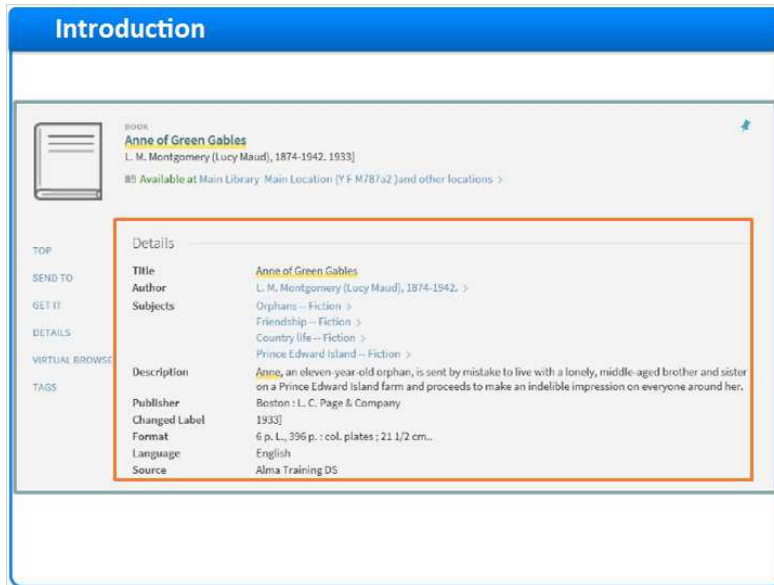 Introduction
BOOK
Anne of Green Gables
L. M. Montgomery (Lucy Maud), 1874-1942. 1933]
Available at Main Library Main Location (Y F M787a2 )and other locations >
TOP
SEND TO
GET IT
DETAILS
VIRTUAL BROWSE
TAGS
Details
Title Anne of Green Gables
Author L. M. Montgomery (Lucy Maud), 1874-1942. >
Subjects Orphans -- Fiction >
Friendship -- Fiction >
Country life -- Fiction >
Prince Edward Island -- Fiction >
Description Anne, an eleven-year-old orphan, is sent by mistake to live with a lonely, middle-aged brother and sister
on a Prince Edward Island farm and proceeds to make an indelible impression on everyone around her.
Publisher Boston : L. C. Page & Company
Changed Label 1933]
Format 6 p. L., 396 p. : col. plates ; 21 1/2 cm..
Language English
Source Alma Training DS